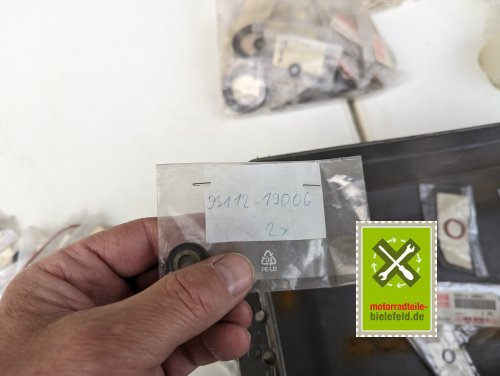 93112-19006
2x
PE-LD
motorradteile-
bielefeld.de